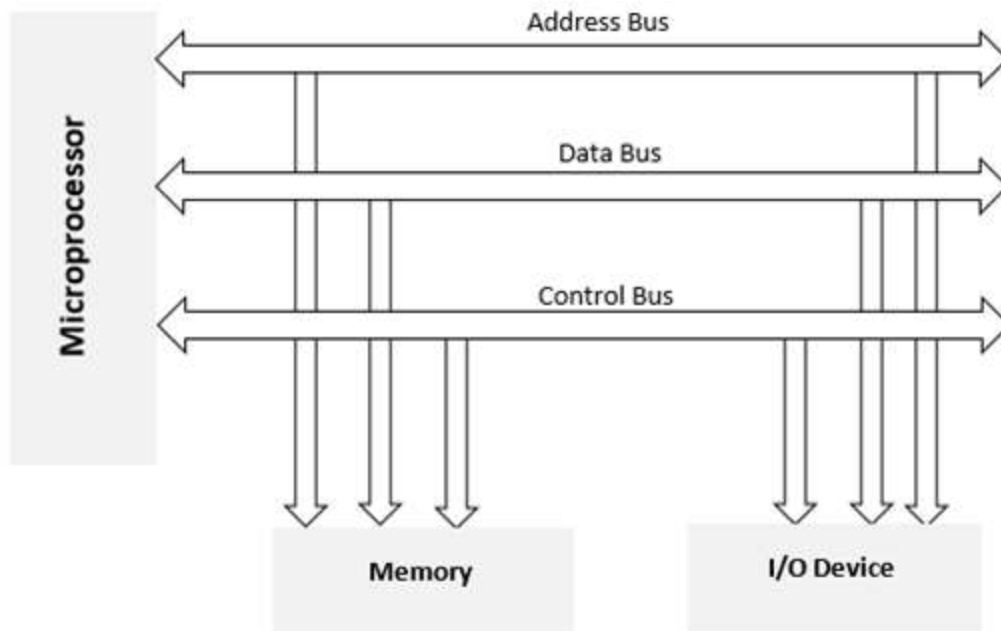 Address Bus
Microprocessor
Data Bus
Control Bus
Memory
I/O Device